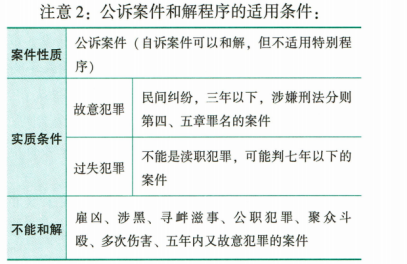 注意 2：公诉案件和解程序的适用条件：
案件性质
公诉案件（自诉案件可以和解，但不适用特别程
序）
实质条件
故意犯罪
民间纠纷，三年以下，涉嫌刑法分则
第四、五章罪名的案件
过失犯罪
不能是渎职犯罪，可能判七年以下的
案件
不能和解
雇凶、涉黑、寻衅滋事、公职犯罪、聚众斗
殴、多次伤害、五年内又故意犯罪的案件